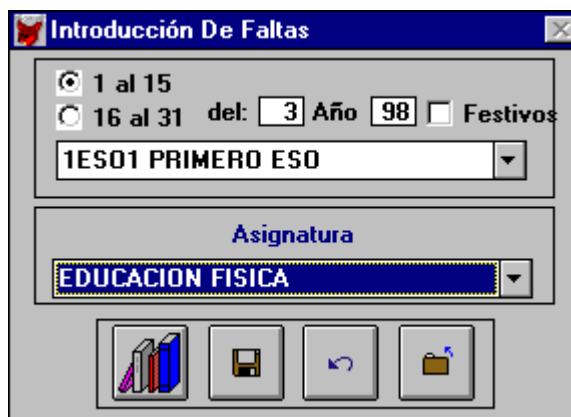 Introducción De Faltas
1 al 15
16 al 31 del: 3 Año 98 Festivos
1ESO1 PRIMERO ESO
Asignatura
EDUCACION FISICA